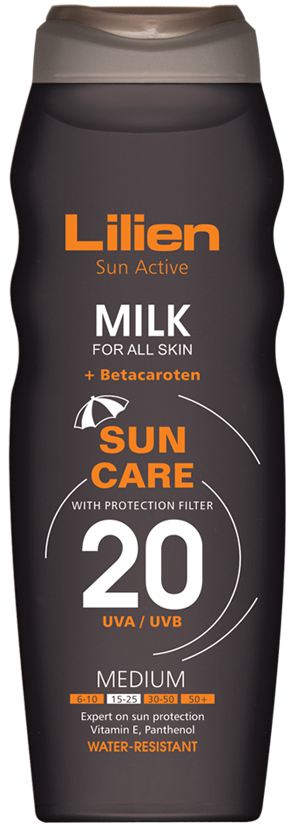 Lilien
Sun Active
MILK
FOR ALL SKIN
+ Betacaroten
SUN
CARE
WITH PROTECTION FILTER
20
UVA / UVB
MEDIUM
6-10 15-25 30-50 50+
Expert on sun protection
Vitamin E, Panthenol
WATER-RESISTANT